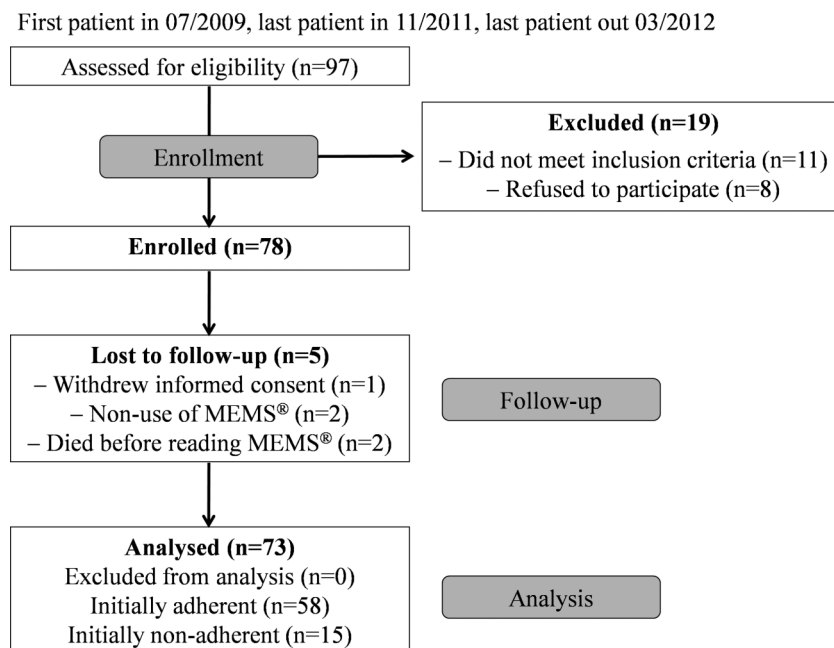 First patient in 07/2009, last patient in 11/2011, last patient out 03/2012
Assessed for eligibility (n=97)
Enrollment
Excluded (n=19)
– Did not meet inclusion criteria (n=11)
– Refused to participate (n=8)
Enrolled (n=78)
Lost to follow-up (n=5)
– Withdrew informed consent (n=1)
– Non-use of MEMS® (n=2)
– Died before reading MEMS® (n=2)
Follow-up
Analysed (n=73)
Excluded from analysis (n=0)
Initially adherent (n=58)
Initially non-adherent (n=15)
Analysis